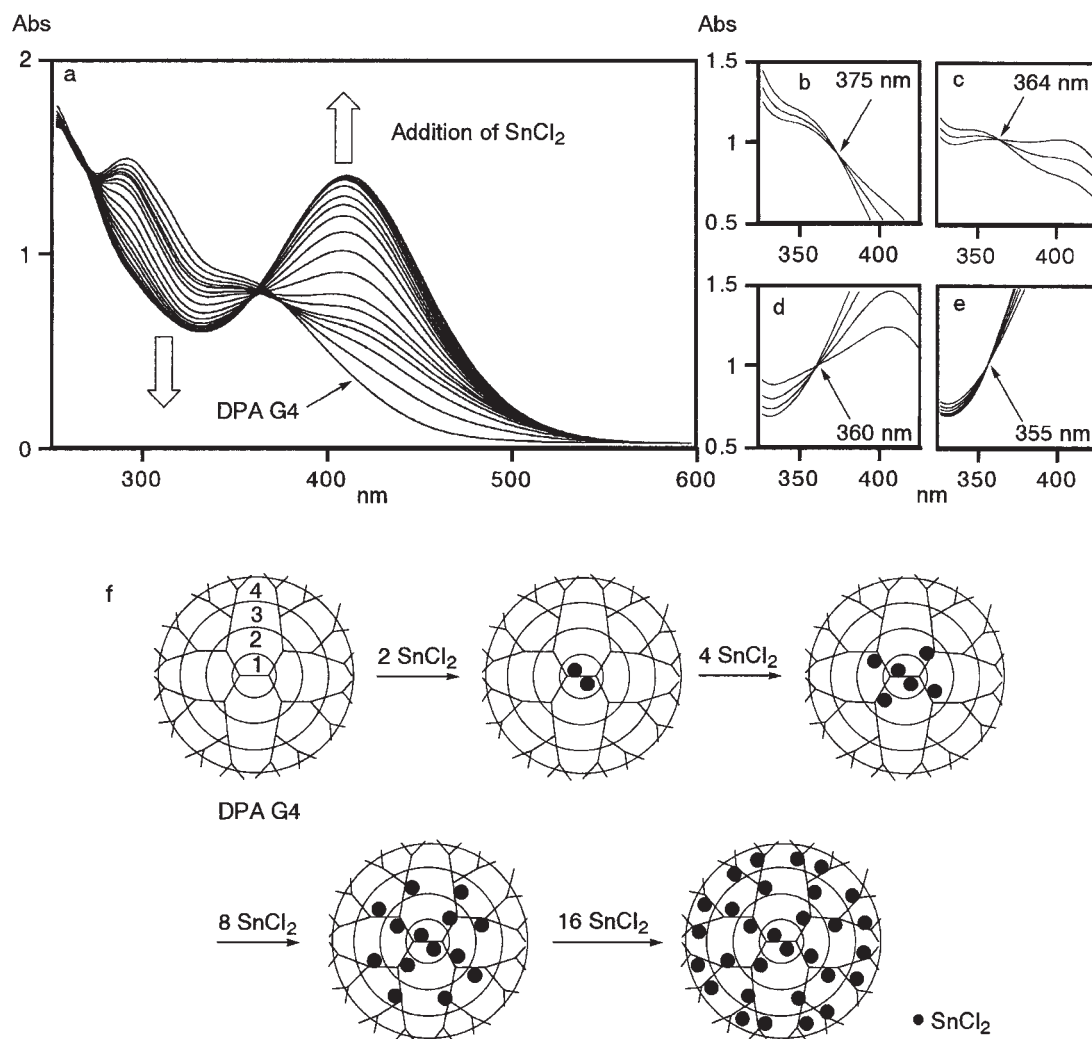 Abs
2
a
Addition of SnCl2
1
DPA G4
0
300
400
500
600
nm
Abs
1.5
b
375 nm
1
0.5
350
400
c
364 nm
350
400
1.5
d
1
360 nm
0.5
350
400
nm
e
355 nm
350
400
nm
f
4
3
2
1
2 SnCl2
4 SnCl2
DPA G4
8 SnCl2
16 SnCl2
SnCl2